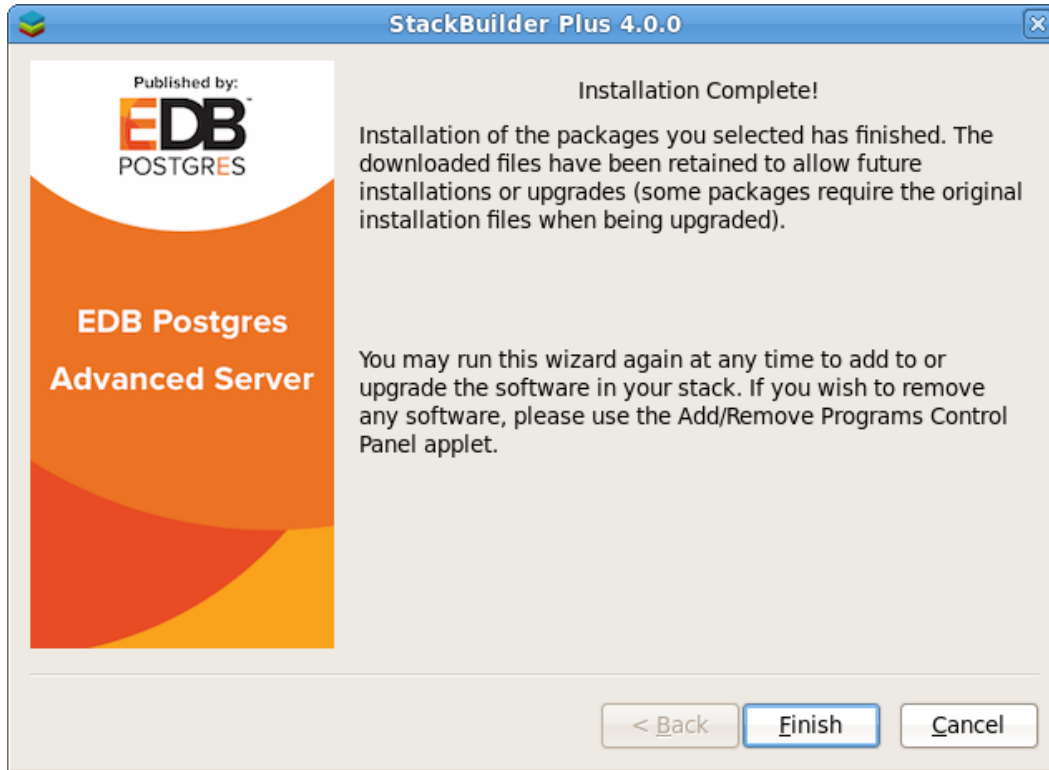 StackBuilder Plus 4.0.0
Published by:
EDB™
POSTGRES
EDB Postgres
Advanced Server
Installation Complete!
Installation of the packages you selected has finished. The
downloaded files have been retained to allow future
installations or upgrades (some packages require the original
installation files when being upgraded).
You may run this wizard again at any time to add to or
upgrade the software in your stack. If you wish to remove
any software, please use the Add/Remove Programs Control
Panel applet.
< Back
Finish
Cancel